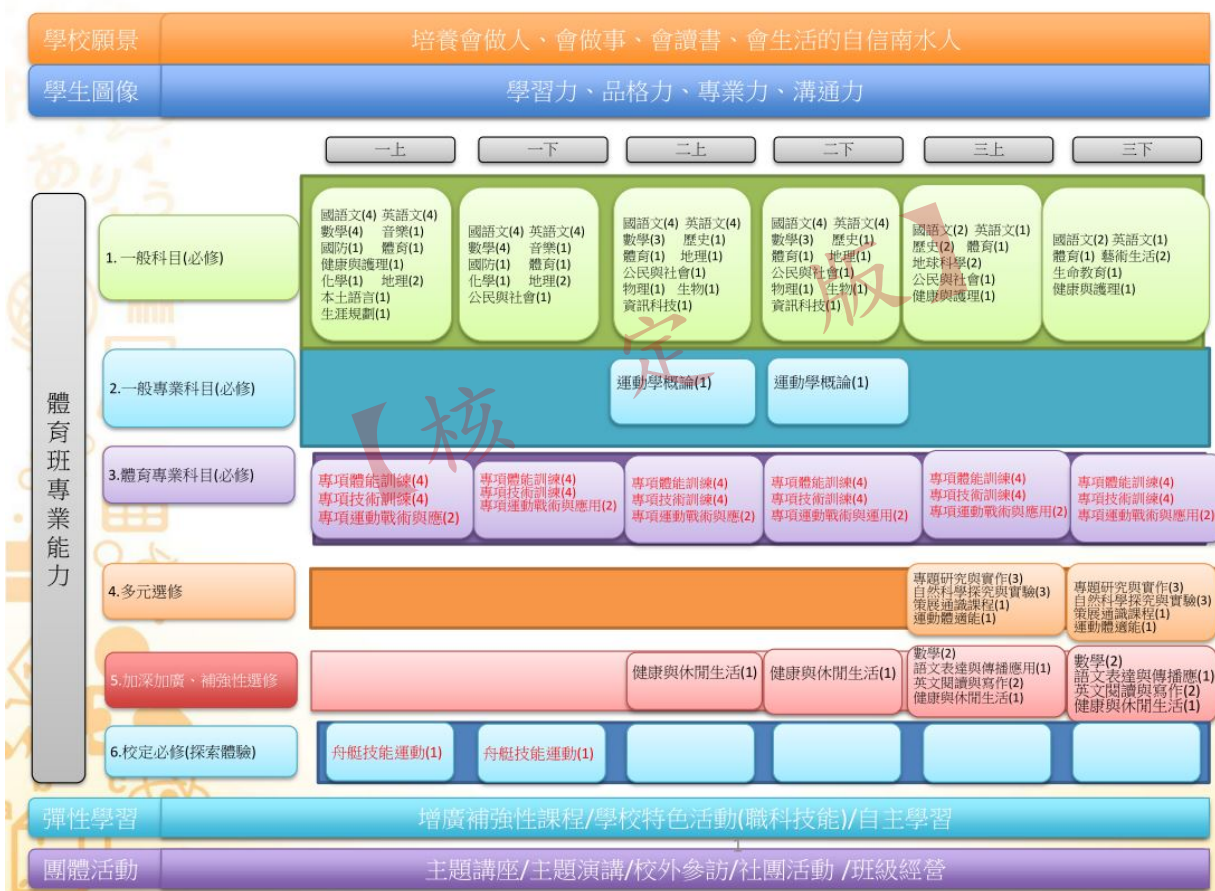 學校願景 培養會做人、會做事、會讀書、會生活的自信南水人
學生圖像 學習力、品格力、專業力、溝通力
一上 一下 二上 二下 三上 三下
體育班專業能力
1.一般科目(必修)
國語文(4) 英語文(4)
數學(4) 音樂(1)
國防(1) 體育(1)
健康與護理(1)
化學(1) 地理(2)
本土語言(1)
生涯規劃(1)
國語文(4) 英語文(4)
數學(4) 音樂(1)
國防(1) 體育(1)
化學(1) 地理(2)
公民與社會(1)
國語文(4) 英語文(4)
數學(3) 歷史(1)
體育(1) 地理(1)
公民與社會(1)
物理(1) 生物(1)
資訊科技(1)
國語文(4) 英語文(4)
數學(3) 歷史(1)
體育(1) 地理(1)
公民與社會(1)
物理(1) 生物(1)
資訊科技(1)
國語文(2) 英語文(1)
歷史(2) 體育(1)
地球科學(2)
公民與社會(1)
健康與護理(1)
國語文(2) 英語文(1)
體育(1) 藝術生活(2)
生命教育(1)
健康與護理(1)
2.一般專業科目(必修)
運動學概論(1)
運動學概論(1)
3.體育專業科目(必修)
專項體能訓練(4)
專項技術訓練(4)
專項運動戰術與應(2)
專項體能訓練(4)
專項技術訓練(4)
專項運動戰術與應用(2)
專項體能訓練(4)
專項技術訓練(4)
專項運動戰術與應(2)
專項體能訓練(4)
專項技術訓練(4)
專項運動戰術與運用(2)
專項體能訓練(4)
專項技術訓練(4)
專項運動戰術與應用(2)
專項體能訓練(4)
專項技術訓練(4)
專項運動戰術與應用(2)
4.多元選修
專題研究與實作(3)
自然科學探究與實驗(3)
策展通識課程(1)
運動體適能(1)
專題研究與實作(3)
自然科學探究與實驗(3)
策展通識課程(1)
運動體適能(1)
5.加深加廣、補強性選修
健康與休閒生活(1)
健康與休閒生活(1)
數學(2)
語文表達與傳播應用(1)
英文閱讀與寫作(2)
健康與休閒生活(1)
數學(2)
語文表達與傳播應(1)
英文閱讀與寫作(2)
健康與休閒生活(1)
6.校定必修(探索體驗)
舟艇技能運動(1)
舟艇技能運動(1)
彈性學習 增廣補強性課程/學校特色活動(職科技能)/自主學習
1
團體活動 主題講座/主題演講/校外參訪/社團活動 /班級經營
【核定版】